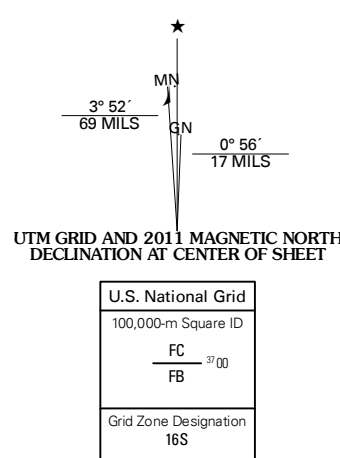 ★
MN
3° 52´
69 MILS
GN
0° 56´
17 MILS
UTM GRID AND 2011 MAGNETIC NORTH
DECLINATION AT CENTER OF SHEET
U.S. National Grid
100,000-m Square ID
FC
3700
FB
Grid Zone Designation
16S